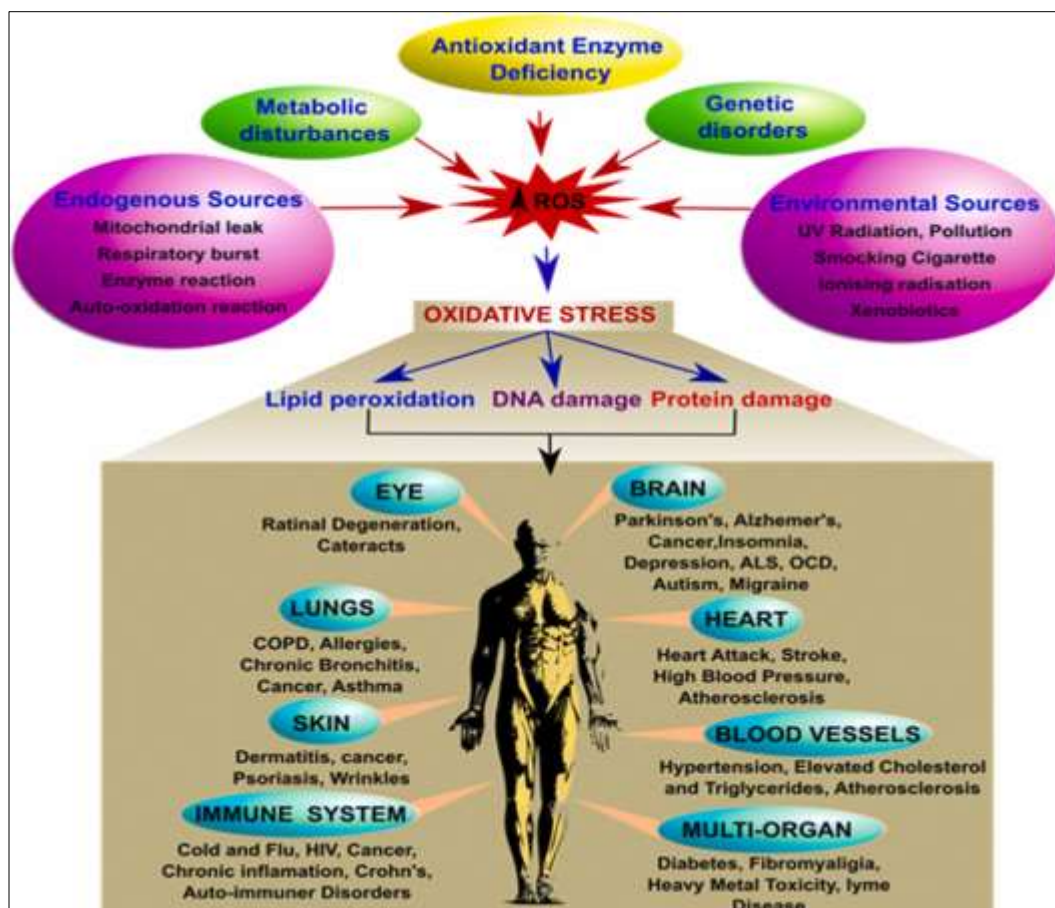 Antioxidant Enzyme
Deficiency
Metabolic
disturbances
Genetic
disorders
Endogenous Sources
Mitochondrial leak
Respiratory burst
Enzyme reaction
Auto-oxidation reaction
ROS
Environmental Sources
UV Radiation, Pollution
Smocking Cigarette
Ionising radisation
Xenobiotics
OXIDATIVE STRESS
Lipid peroxidation DNA damage Protein damage
EYE
Ratinal Degeneration,
Cateracts
BRAIN
Parkinson's, Alzhemer's,
Cancer,Insomnia,
Depression, ALS, OCD,
Autism, Migraine
LUNGS
COPD, Allergies,
Chronic Bronchitis,
Cancer, Asthma
HEART
Heart Attack, Stroke,
High Blood Pressure,
Atherosclerosis
SKIN
Dermatitis, cancer,
Psoriasis, Wrinkles
BLOOD VESSELS
Hypertension, Elevated Cholesterol
and Triglycerides, Atherosclerosis
IMMUNE SYSTEM
Cold and Flu, HIV, Cancer,
Chronic inflamation, Crohn's,
Auto-immuner Disorders
MULTI-ORGAN
Diabetes, Fibromyaligia,
Heavy Metal Toxicity, lyme
Disease